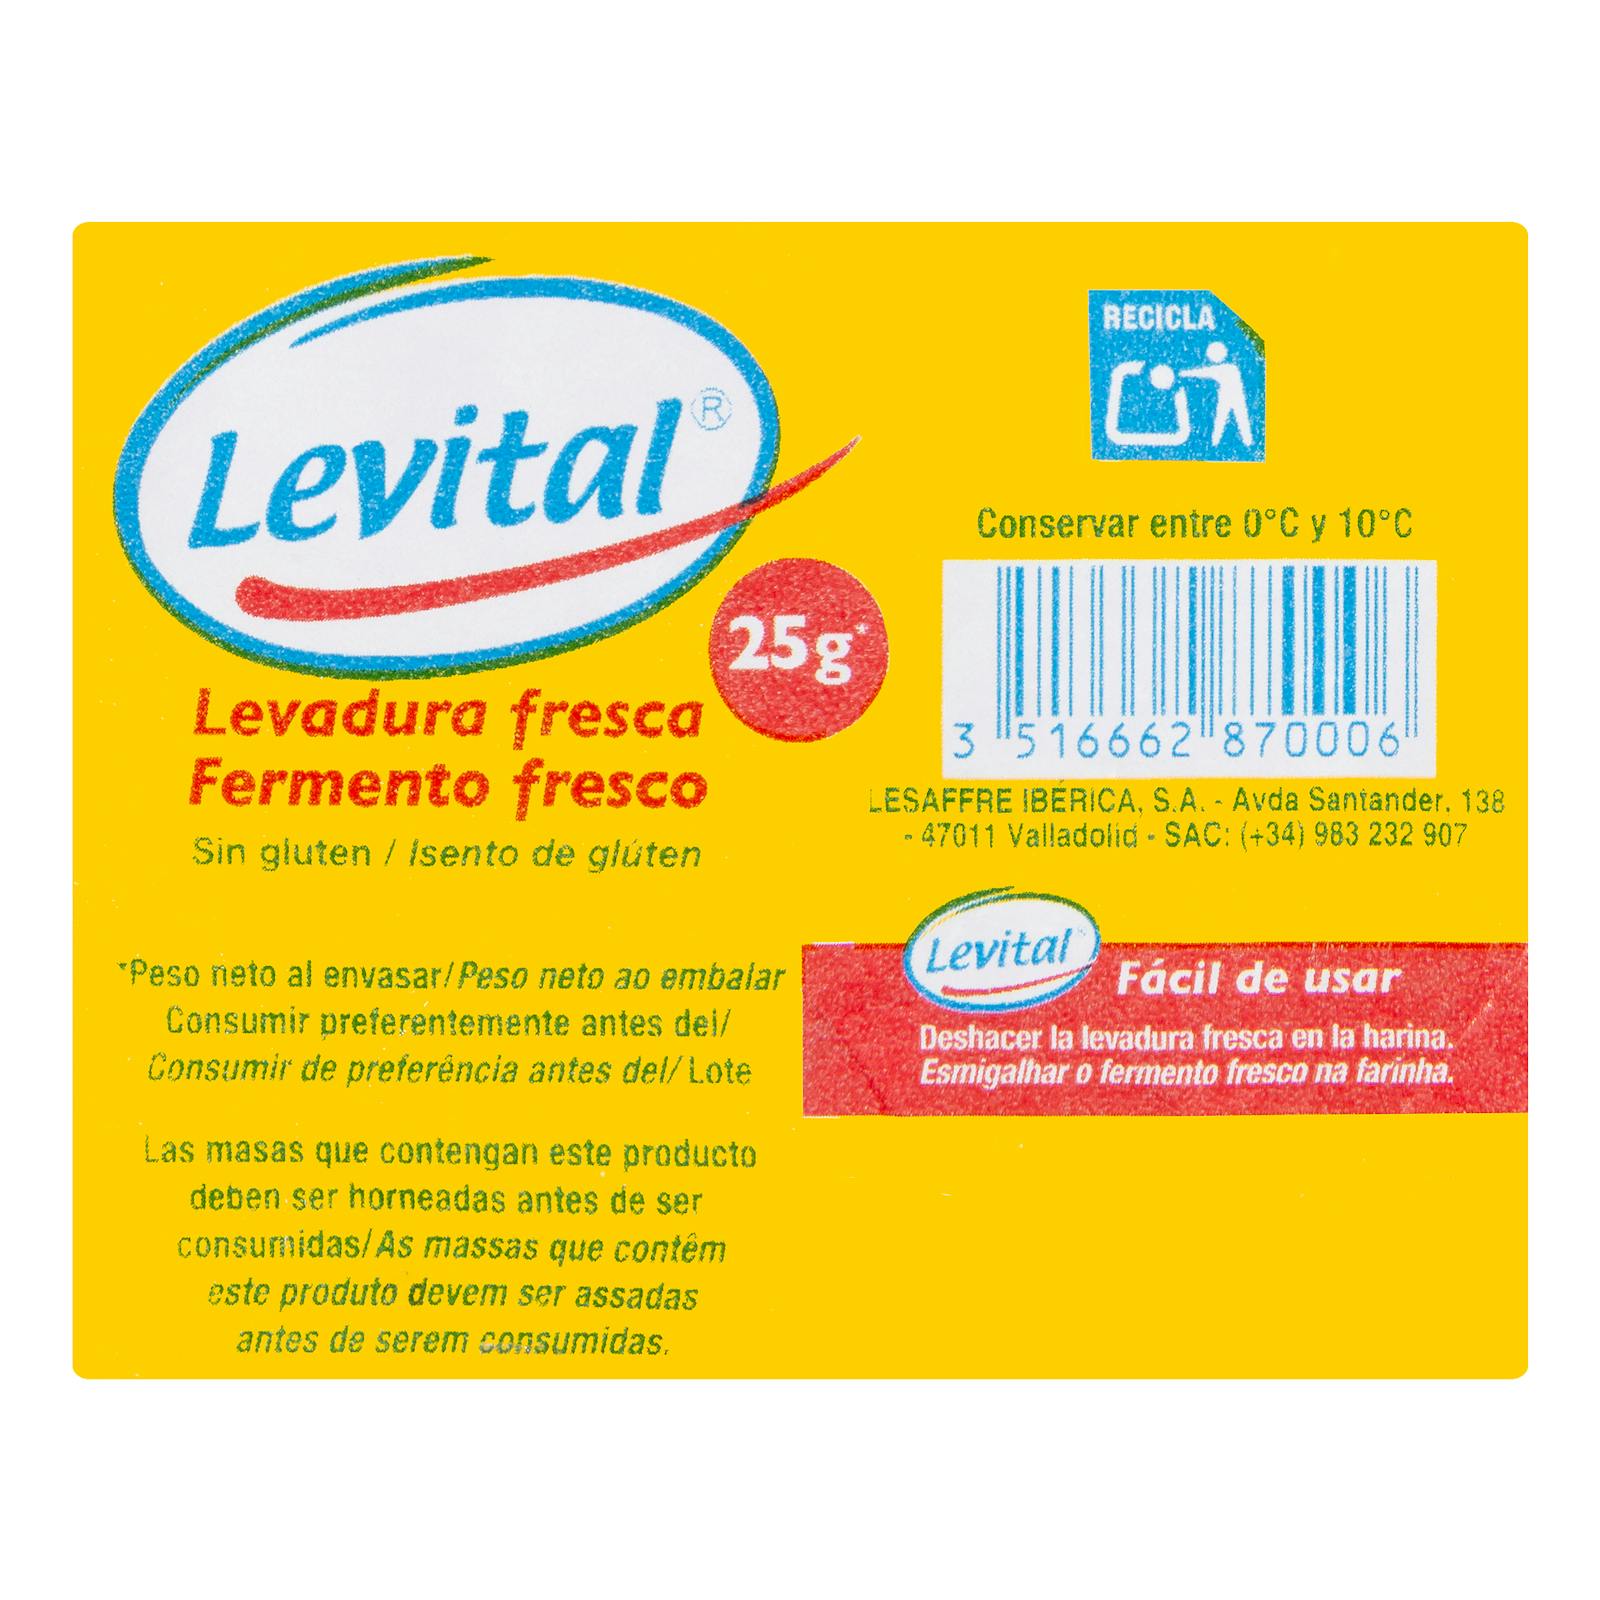 Levital®
25g*
Levadura fresca
Fermento fresco
Sin gluten / Isento de glúten
*Peso neto al envasar/Peso neto ao embalar
Consumir preferentemente antes del/
Consumir de preferência antes del/ Lote
Las masas que contengan este producto
deben ser horneadas antes de ser
consumidas/As massas que contêm
este produto devem ser assadas
antes de serem consumidas.
RECICLA
Conservar entre 0°C y 10°C
3 516662 870006
LESAFFRE IBÉRICA, S.A. - Avda Santander. 138
- 47011 Valladolid - SAC: (+34) 983 232 907
Levital
Fácil de usar
Deshacer la levadura fresca en la harina.
Esmigalhar o fermento fresco na farinha.